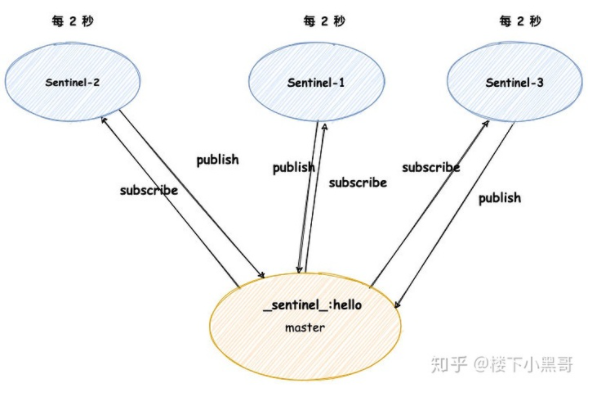 每 2 秒
每 2 秒
每 2 秒
Sentinel-2
Sentinel-1
Sentinel-3
publish
publish
subscribe
subscribe
subscribe
publish
_sentinel_:hello
master
知乎 @楼下小黑哥